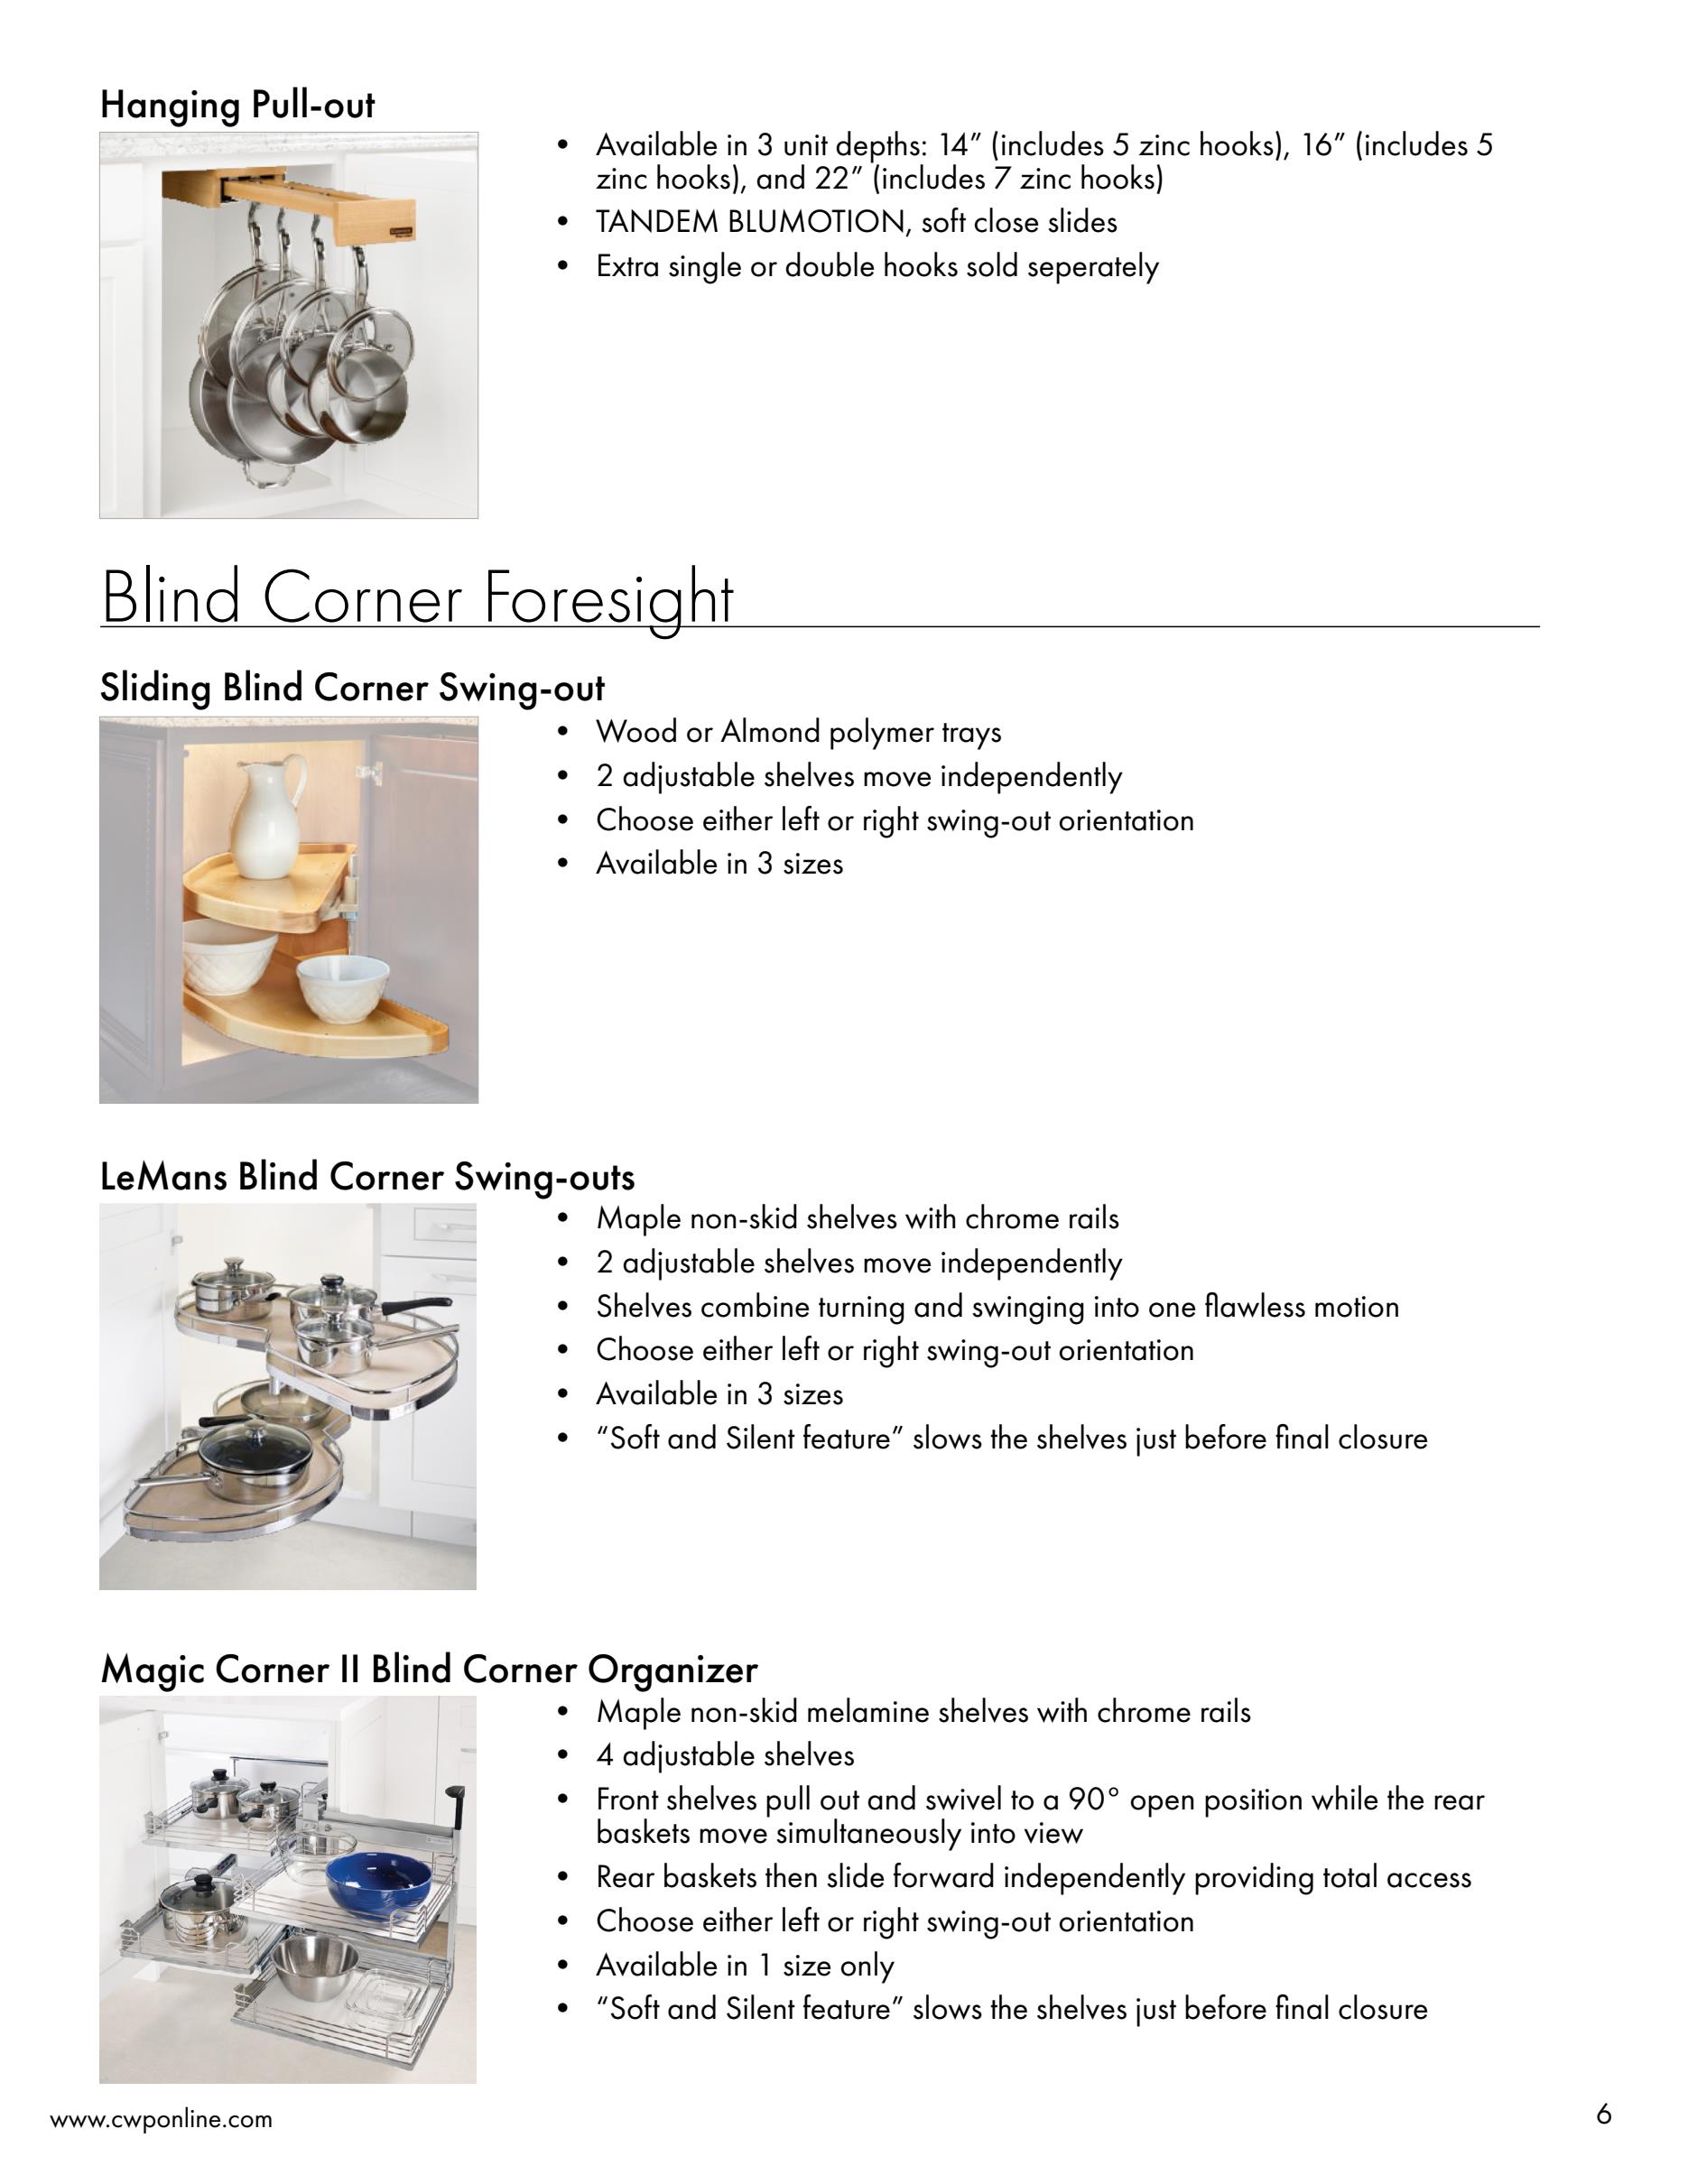 Hanging Pull-out
• Available in 3 unit depths: 14” (includes 5 zinc hooks), 16” (includes 5
zinc hooks), and 22” (includes 7 zinc hooks)
• TANDEM BLUMOTION, soft close slides
• Extra single or double hooks sold seperately
Blind Corner Foresight
Sliding Blind Corner Swing-out
• Wood or Almond polymer trays
• 2 adjustable shelves move independently
• Choose either left or right swing-out orientation
• Available in 3 sizes
LeMans Blind Corner Swing-outs
• Maple non-skid shelves with chrome rails
• 2 adjustable shelves move independently
• Shelves combine turning and swinging into one flawless motion
• Choose either left or right swing-out orientation
• Available in 3 sizes
• “Soft and Silent feature” slows the shelves just before final closure
Magic Corner II Blind Corner Organizer
• Maple non-skid melamine shelves with chrome rails
• 4 adjustable shelves
• Front shelves pull out and swivel to a 90° open position while the rear
baskets move simultaneously into view
• Rear baskets then slide forward independently providing total access
• Choose either left or right swing-out orientation
• Available in 1 size only
• “Soft and Silent feature” slows the shelves just before final closure
www.cwponline.com
6